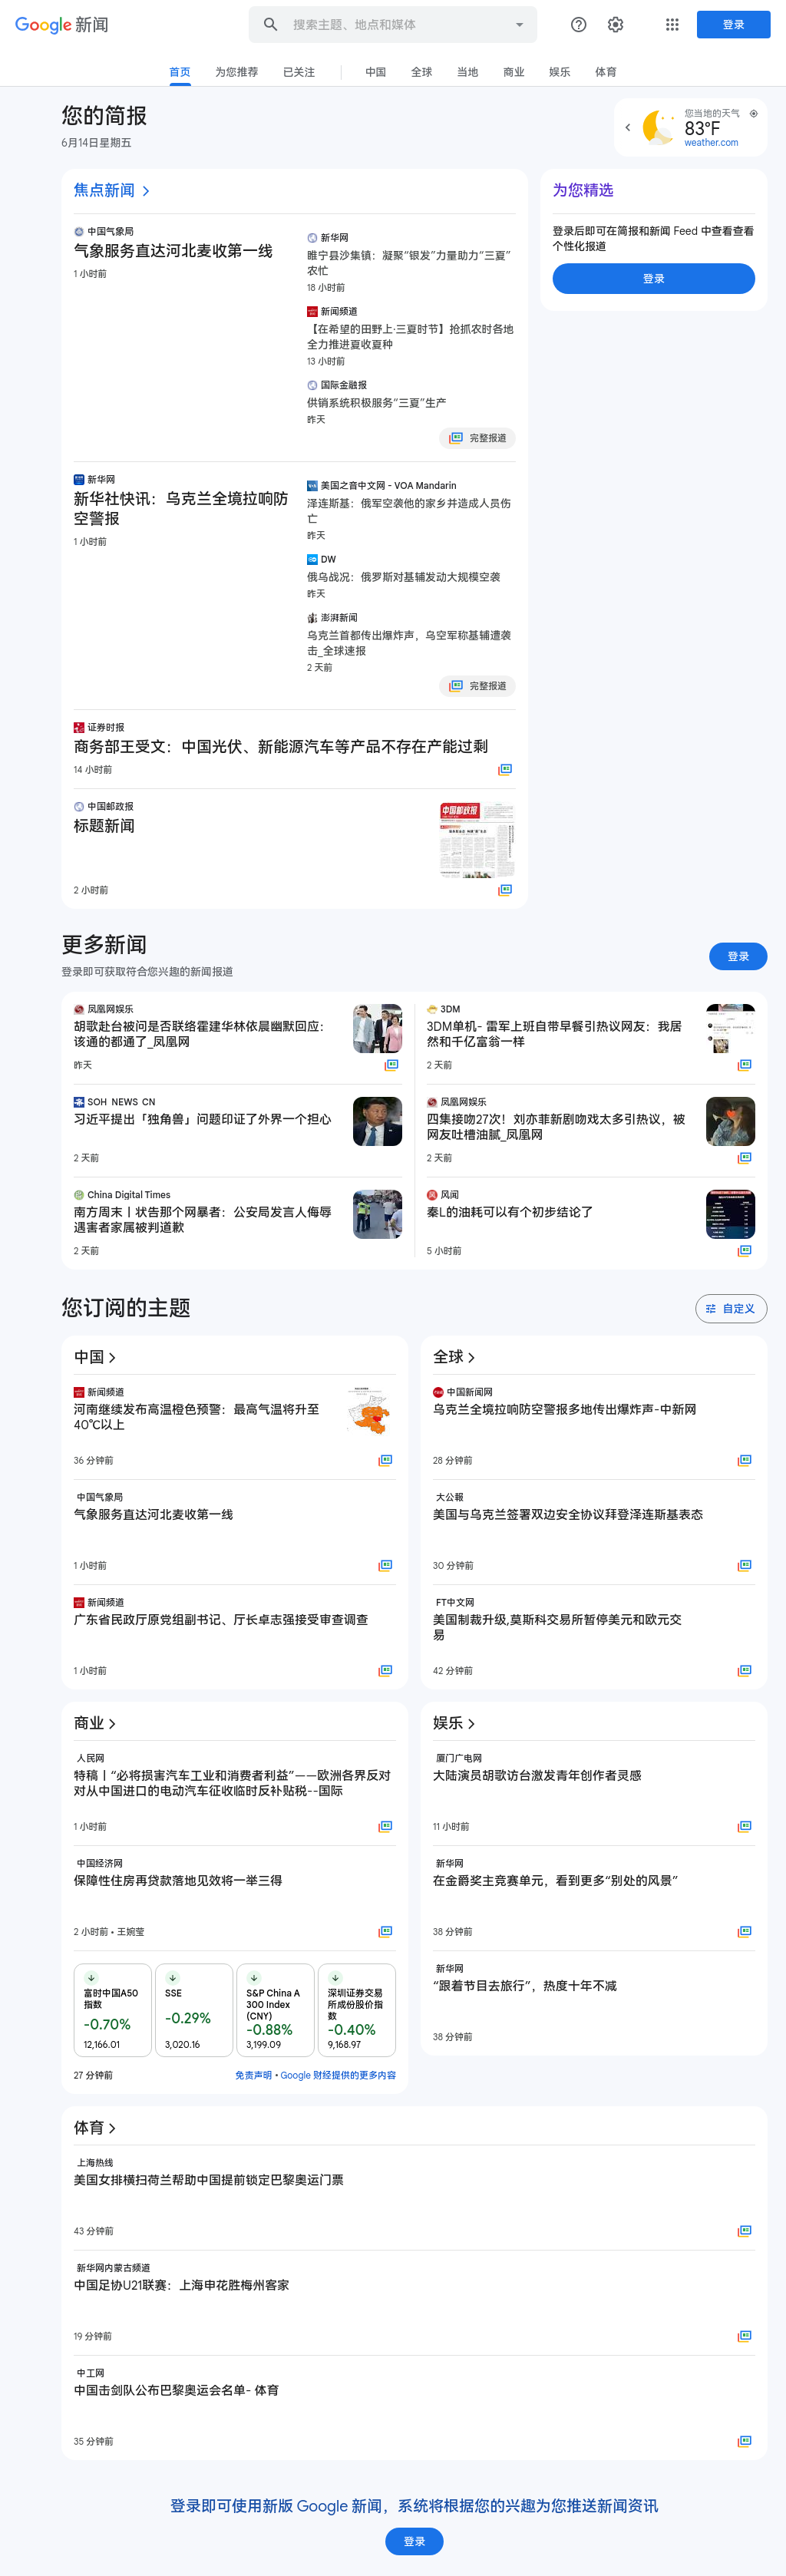 Google 新闻
搜索主题、地点和媒体
登录
首页
为您推荐
已关注
中国
全球
当地
商业
娱乐
体育
您的简报
6月14日星期五
您当地的天气
83°F
weather.com
焦点新闻
中国气象局
气象服务直达河北麦收第一线
1 小时前
新华网
睢宁县沙集镇：凝聚“银发”力量助力“三夏”
农忙
18 小时前
新闻频道
【在希望的田野上·三夏时节】抢抓农时各地
全力推进夏收夏种
13 小时前
国际金融报
供销系统积极服务“三夏”生产
昨天
完整报道
新华网
新华社快讯：乌克兰全境拉响防
空警报
1 小时前
美国之音中文网 - VOA Mandarin
泽连斯基：俄军空袭他的家乡并造成人员伤
亡
昨天
DW
俄乌战况：俄罗斯对基辅发动大规模空袭
昨天
澎湃新闻
乌克兰首都传出爆炸声，乌空军称基辅遭袭
击_全球速报
2 天前
完整报道
证券时报
商务部王受文：中国光伏、新能源汽车等产品不存在产能过剩
14 小时前
中国邮政报
标题新闻
中国邮政报
2 小时前
为您精选
登录后即可在简报和新闻 Feed 中查看查看
个性化报道
登录
更多新闻
登录即可获取符合您兴趣的新闻报道
登录
凤凰网娱乐
胡歌赴台被问是否联络霍建华林依晨幽默回应：
该通的都通了_凤凰网
昨天
SOH_NEWS_CN
习近平提出「独角兽」问题印证了外界一个担心
2 天前
China Digital Times
南方周末丨状告那个网暴者：公安局发言人侮辱
遇害者家属被判道歉
2 天前
3DM
3DM单机- 雷军上班自带早餐引热议网友：我居
然和千亿富翁一样
2 天前
凤凰网娱乐
四集接吻27次！刘亦菲新剧吻戏太多引热议，被
网友吐槽油腻_凤凰网
2 天前
风闻
秦L的油耗可以有个初步结论了
5 小时前
您订阅的主题
自定义
中国
新闻频道
河南继续发布高温橙色预警：最高气温将升至
40℃以上
36 分钟前
中国气象局
气象服务直达河北麦收第一线
1 小时前
新闻频道
广东省民政厅原党组副书记、厅长卓志强接受审查调查
1 小时前
全球
中国新闻网
乌克兰全境拉响防空警报多地传出爆炸声-中新网
28 分钟前
大公報
美国与乌克兰签署双边安全协议拜登泽连斯基表态
30 分钟前
FT中文网
美国制裁升级,莫斯科交易所暂停美元和欧元交
易
42 分钟前
商业
人民网
特稿丨“必将损害汽车工业和消费者利益”——欧洲各界反对
对从中国进口的电动汽车征收临时反补贴税--国际
1 小时前
中国经济网
保障性住房再贷款落地见效将一举三得
2 小时前 • 王婉莹
富时中国A50
指数
-0.70%
12,166.01
SSE
-0.29%
3,020.16
S&P China A
300 Index
(CNY)
-0.88%
3,199.09
深圳证券交易
所成份股价指
数
-0.40%
9,168.97
27 分钟前
免责声明 • Google 财经提供的更多内容
娱乐
厦门广电网
大陆演员胡歌访台激发青年创作者灵感
11 小时前
新华网
在金爵奖主竞赛单元，看到更多“别处的风景”
38 分钟前
新华网
“跟着节目去旅行”，热度十年不减
38 分钟前
体育
上海热线
美国女排横扫荷兰帮助中国提前锁定巴黎奥运门票
43 分钟前
新华网内蒙古频道
中国足协U21联赛：上海申花胜梅州客家
19 分钟前
中工网
中国击剑队公布巴黎奥运会名单- 体育
35 分钟前
登录即可使用新版 Google 新闻，系统将根据您的兴趣为您推送新闻资讯
登录